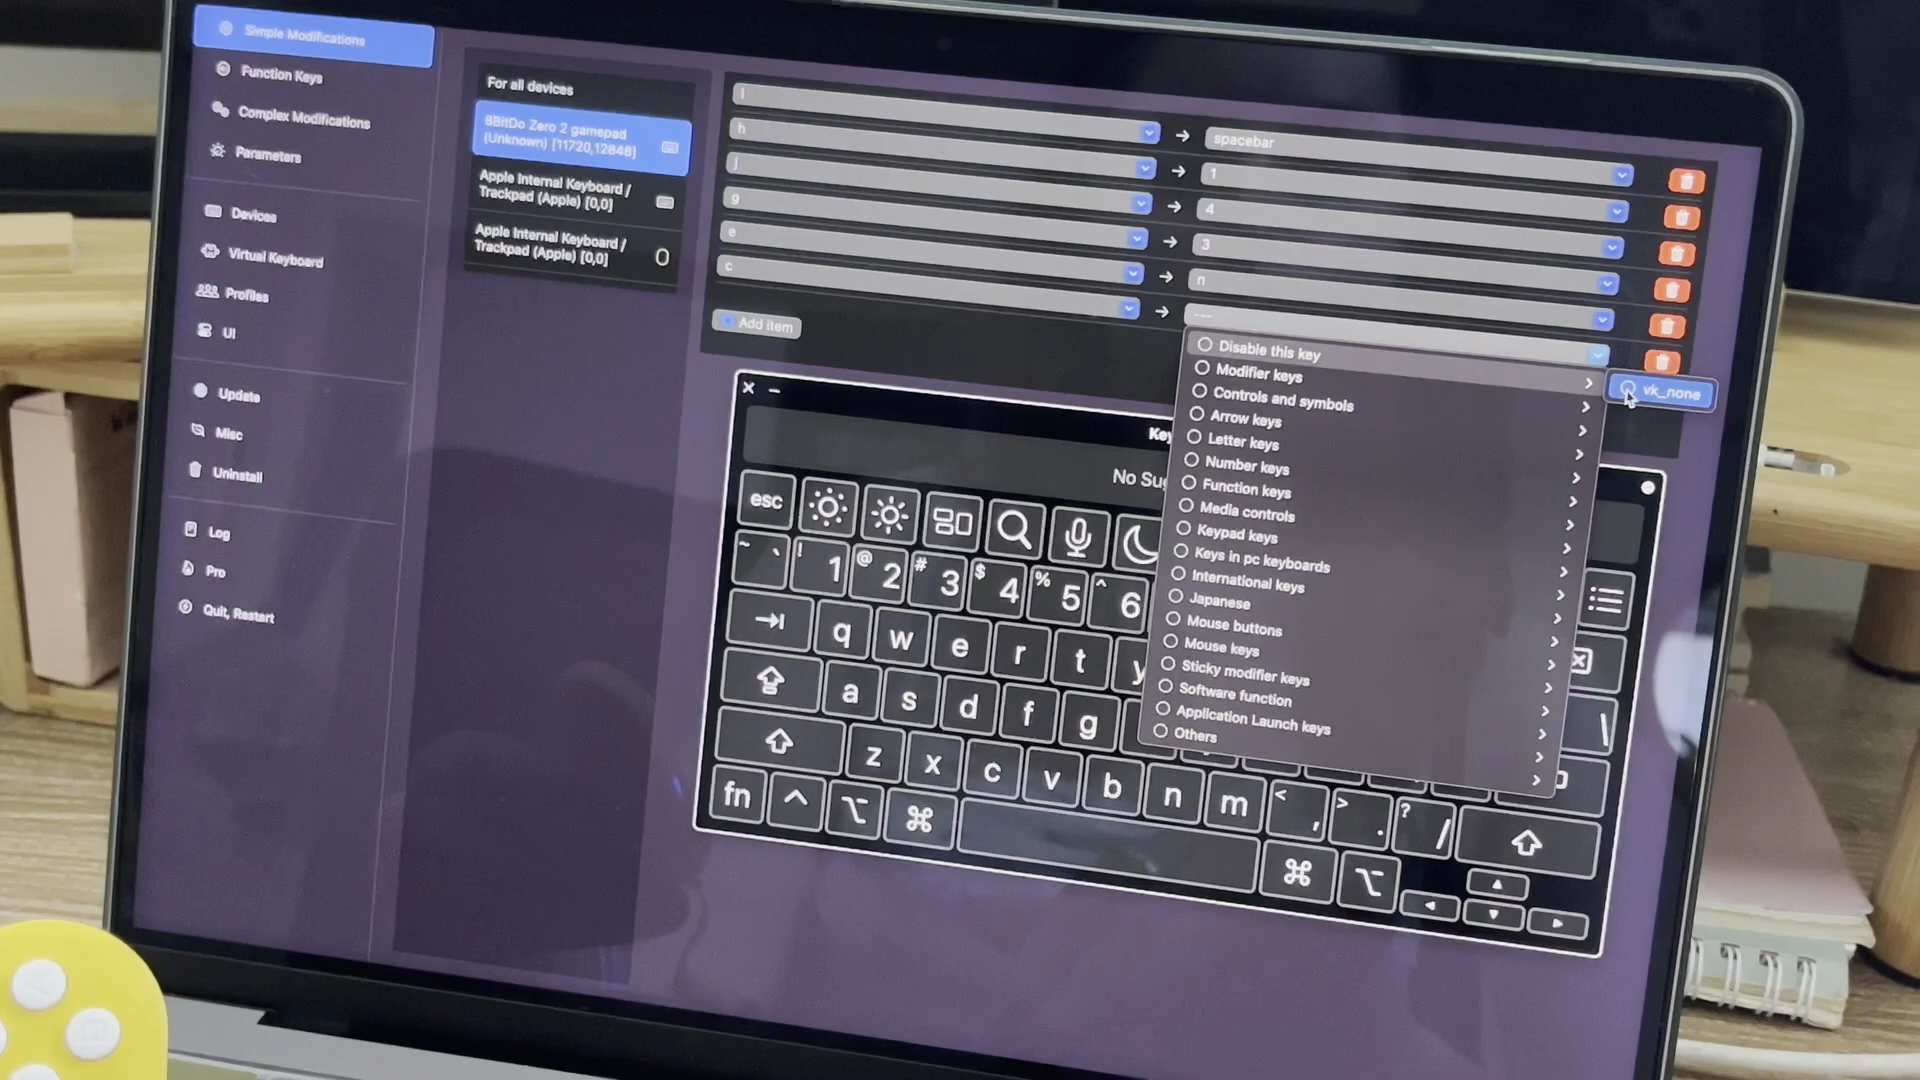 Simple Modifications
Function Keys
Complex Modifications
Parameters
Devices
Virtual Keyboard
Profiles
UI
Update
Misc
Uninstall
Log
Pro
Quit, Restart
For all devices
8BitDo Zero 2 gamepad
(Unknown) [11720,12848]
Apple Internal Keyboard /
Trackpad (Apple) [0,0]
Apple Internal Keyboard /
Trackpad (Apple) [0,0]
spacebar
h
1
j
4
g
3
e
n
c
---
Add item
Disable this key
Modifier keys
Controls and symbols
Arrow keys
Letter keys
Number keys
Function keys
Media controls
Keypad keys
Keys in pc keyboards
International keys
Japanese
Mouse buttons
Mouse keys
Sticky modifier keys
Software function
Application Launch keys
Others
vk_none
Key
No Sug
esc
~ ` ! 1 @ 2 # 3 $ 4 % 5 ^ 6
q w e r t y
a s d f g
\
z x c v b n m < , > . ? /
fn